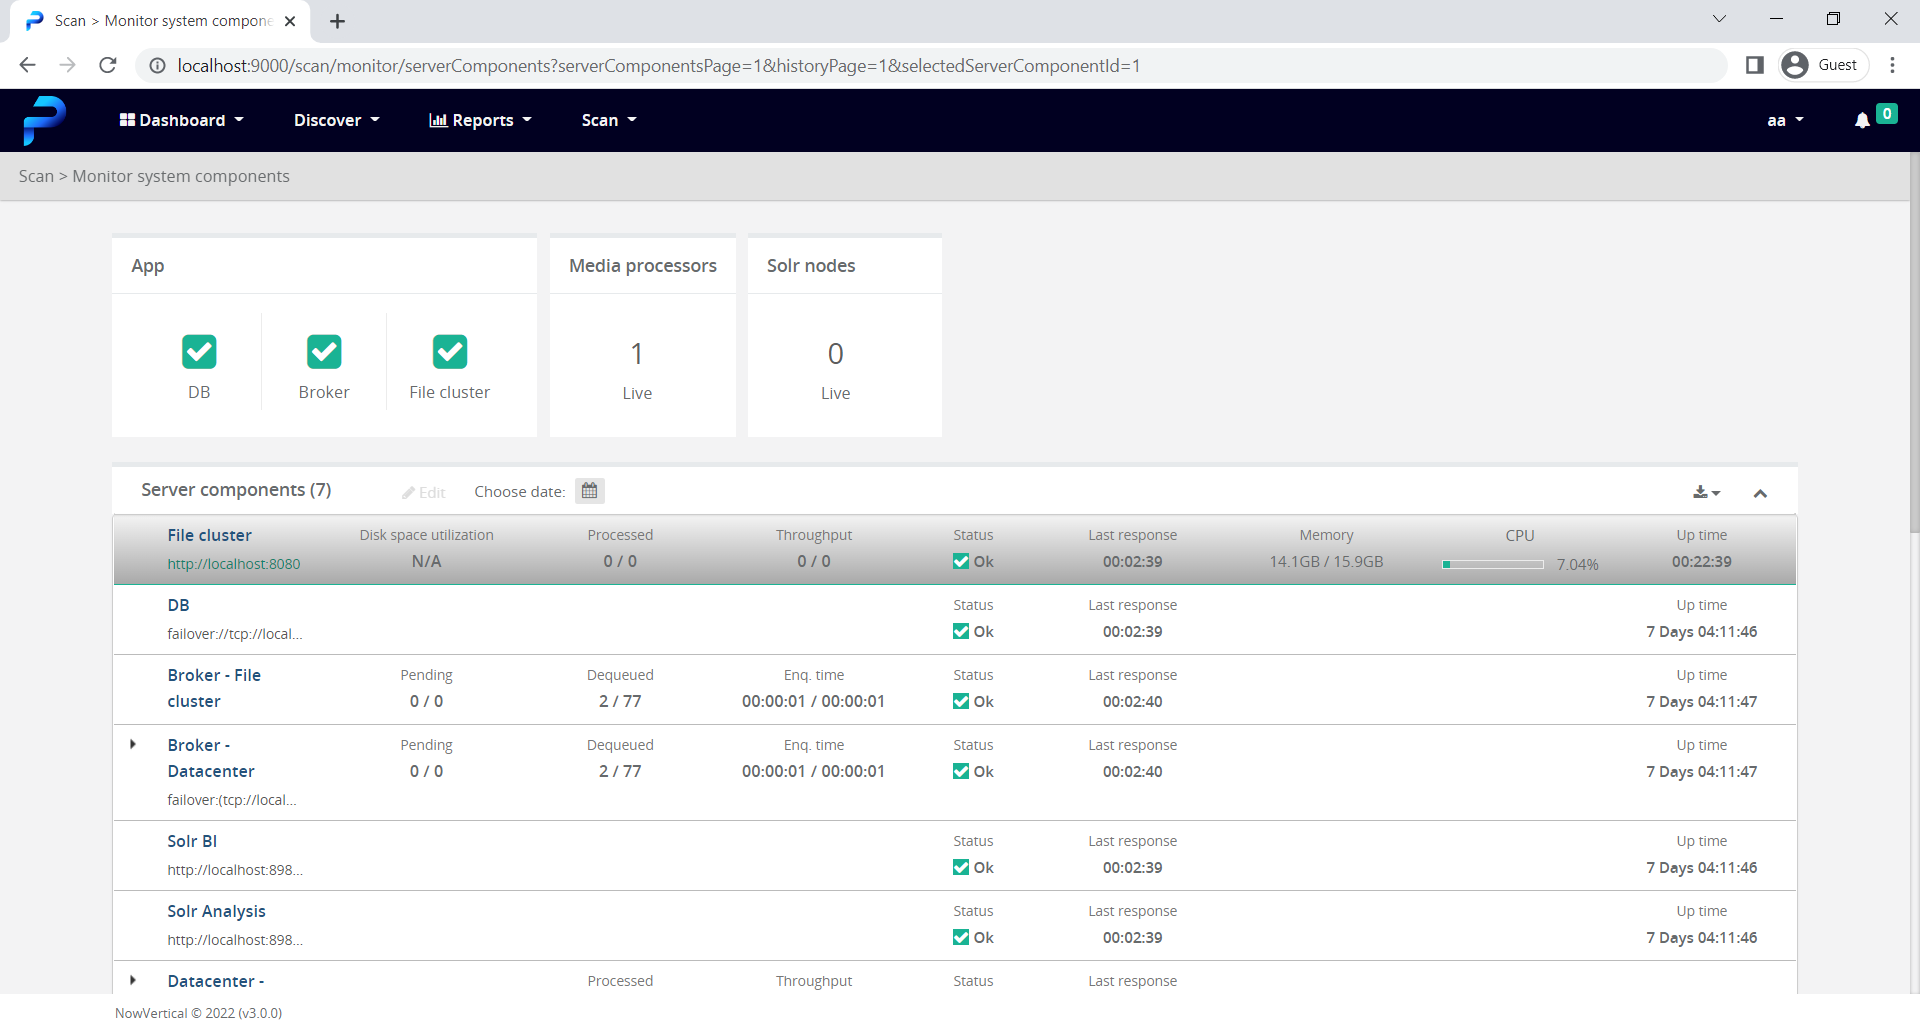 Scan > Monitor system compone
localhost:9000/scan/monitor/serverComponents?serverComponentsPage=1&historyPage=1&selectedServerComponentId=1
Guest
Dashboard Discover Reports Scan aa 0
Scan > Monitor system components
App Media processors Solr nodes
1 0
DB Broker File cluster Live Live
Server components (7) Edit Choose date:
File cluster Disk space utilization Processed Throughput Status Last response Memory CPU Up time
http://localhost:8080 N/A 0 / 0 0 / 0 Ok 00:02:39 14.1GB / 15.9GB 7.04% 00:22:39
DB Status Last response Up time
failover://tcp://local... Ok 00:02:39 7 Days 04:11:46
Broker - File Pending Dequeued Enq. time Status Last response Up time
cluster 0 / 0 2 / 77 00:00:01 / 00:00:01 Ok 00:02:40 7 Days 04:11:47
Broker - Pending Dequeued Enq. time Status Last response Up time
Datacenter 0 / 0 2 / 77 00:00:01 / 00:00:01 Ok 00:02:40 7 Days 04:11:47
failover:(tcp://local...
Solr BI Status Last response Up time
http://localhost:898... Ok 00:02:39 7 Days 04:11:46
Solr Analysis Status Last response Up time
http://localhost:898... Ok 00:02:39 7 Days 04:11:46
Datacenter - Processed Throughput Status Last response
NowVertical © 2022 (v3.0.0)